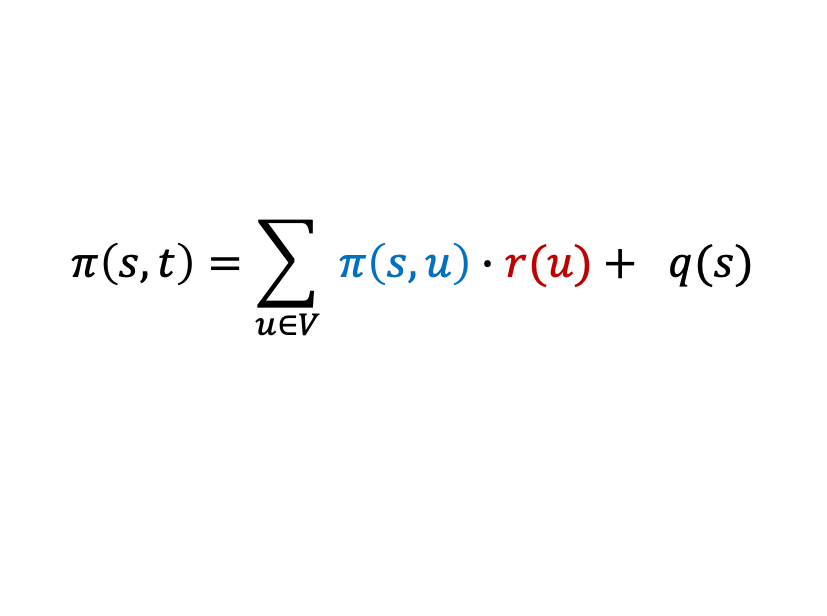 π(s,t) = ∑ π(s,u) · r(u) + q(s)
u∈V